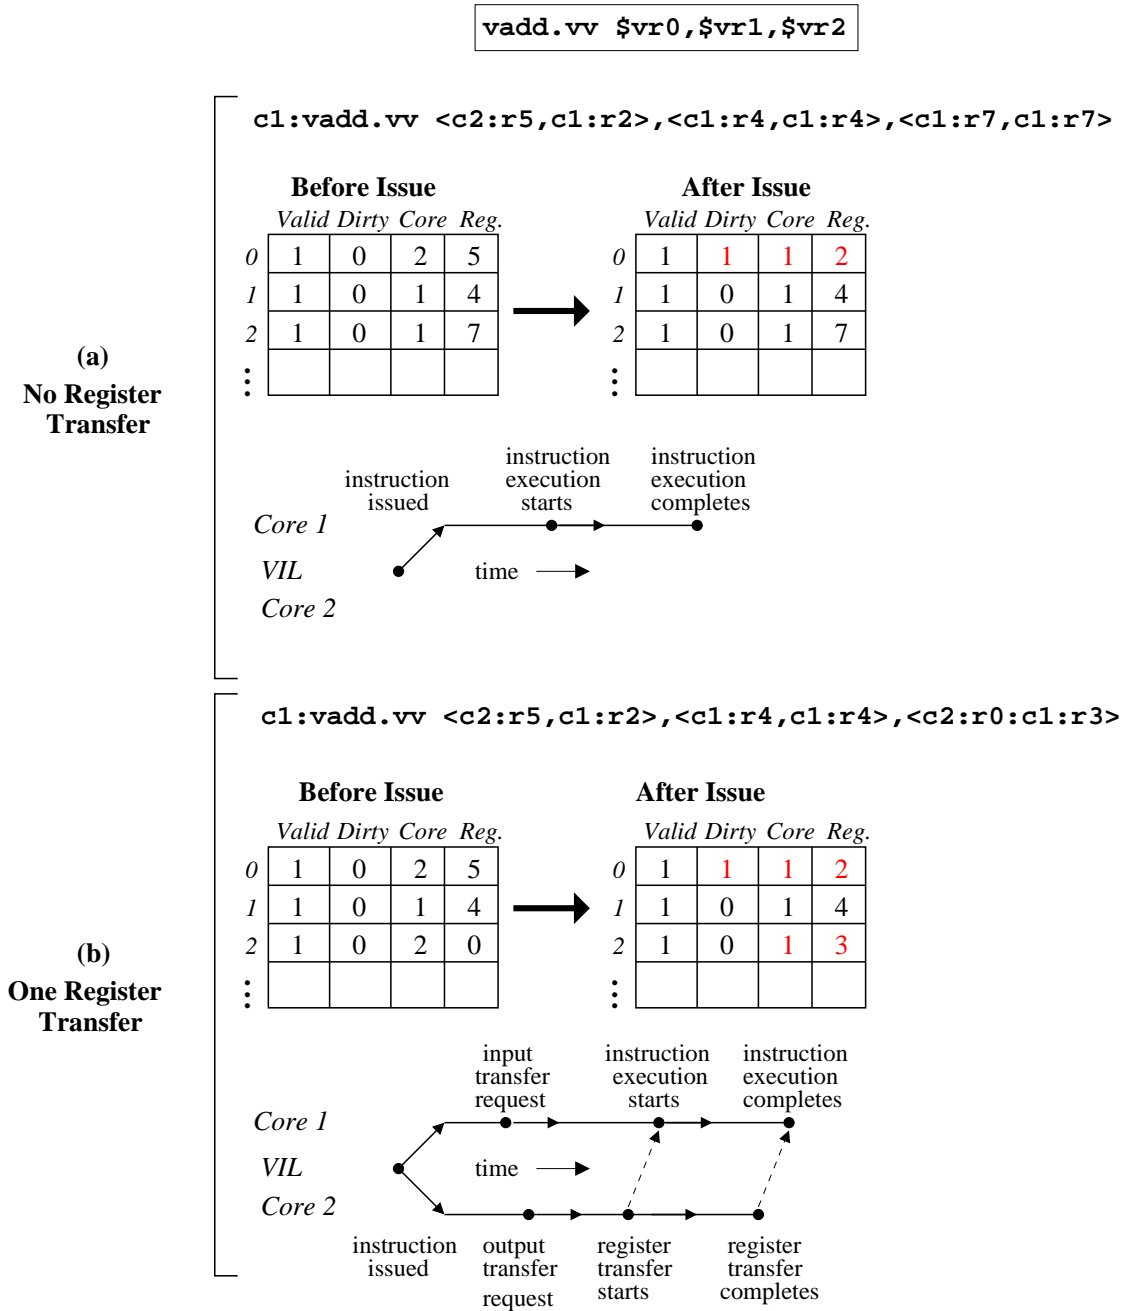 vadd.vv $vr0,$vr1,$vr2
c1:vadd.vv <c2:r5,c1:r2>,<c1:r4,c1:r4>,<c1:r7,c1:r7>
Before Issue
After Issue
Valid Dirty Core Reg.
Valid Dirty Core Reg.
0 1 0 2 5
0 1 1 1 2
1 1 0 1 4
1 1 0 1 4
2 1 0 1 7
2 1 0 1 7
(a)
No Register
Transfer
instruction
issued
instruction
execution
starts
instruction
execution
completes
Core 1
VIL
time
Core 2
c1:vadd.vv <c2:r5,c1:r2>,<c1:r4,c1:r4>,<c2:r0:c1:r3>
Before Issue
After Issue
Valid Dirty Core Reg.
Valid Dirty Core Reg.
0 1 0 2 5
0 1 1 1 2
1 1 0 1 4
1 1 0 1 4
2 1 0 2 0
2 1 0 1 3
(b)
One Register
Transfer
input
transfer
request
instruction
execution
starts
instruction
execution
completes
Core 1
VIL
time
Core 2
instruction
issued
output
transfer
request
register
transfer
starts
register
transfer
completes